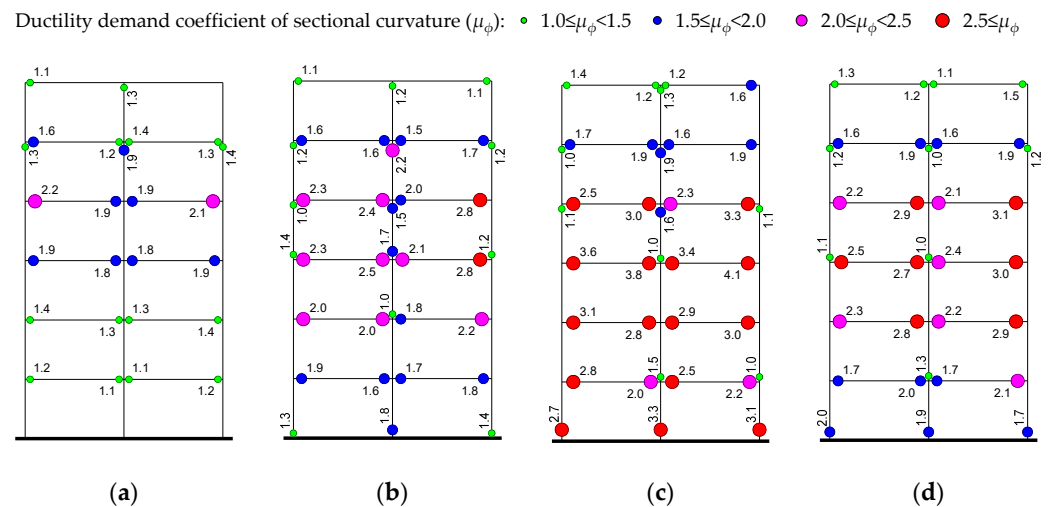 Ductility demand coefficient of sectional curvature (μϕ): 1.0≤μϕ<1.5 1.5≤μϕ<2.0 2.0≤μϕ<2.5 2.5≤μϕ
1.1
1.3
1.6 1.4
1.3 1.2 1.9 1.3 1.4
2.2 1.9
1.9 2.1
1.9 1.8
1.8 1.9
1.4 1.3
1.3 1.4
1.2 1.1
1.1 1.2
(a)
1.1
1.2 1.1
1.6 1.5
1.2 1.6 2.2 1.7 1.2
2.3 2.0
1.0 2.4 1.5 2.8
1.4 1.7 1.2
2.3 2.1
2.5 2.8
1.0
2.0 1.8
2.0 2.2
1.9 1.7
1.6 1.8
1.3 1.8 1.4
(b)
1.4 1.2
1.2 1.3 1.6
1.7 1.6
1.0 1.9 1.9 1.9
2.5 2.3
1.1 3.0 1.6 3.3 1.1
1.0
3.6 3.4
3.8 4.1
3.1 2.9
2.8 3.0
1.5 1.0
2.8 2.5
2.0 2.2
2.7 3.3 3.1
(c)
1.3 1.1
1.2 1.5
1.6 1.6
1.2 1.9 1.0 1.9 1.2
2.2 2.1
2.9 3.1
1.1 1.0
2.5 2.4
2.7 3.0
2.3 2.2
2.8 2.9
1.3
1.7 1.7
2.0 2.1
2.0 1.9 1.7
(d)